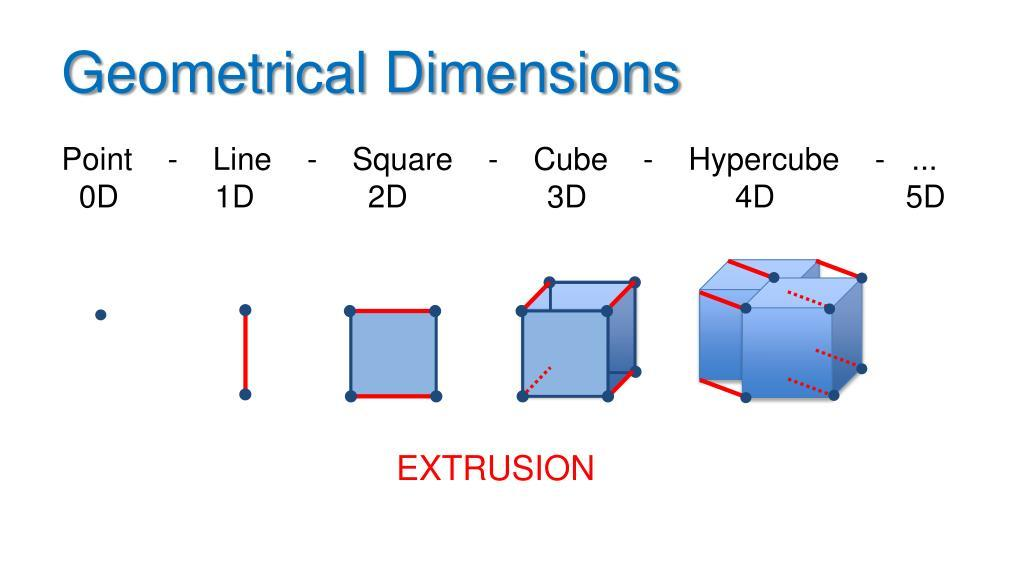 Geometrical Dimensions
Point - Line - Square - Cube - Hypercube - ...
0D 1D 2D 3D 4D 5D
EXTRUSION